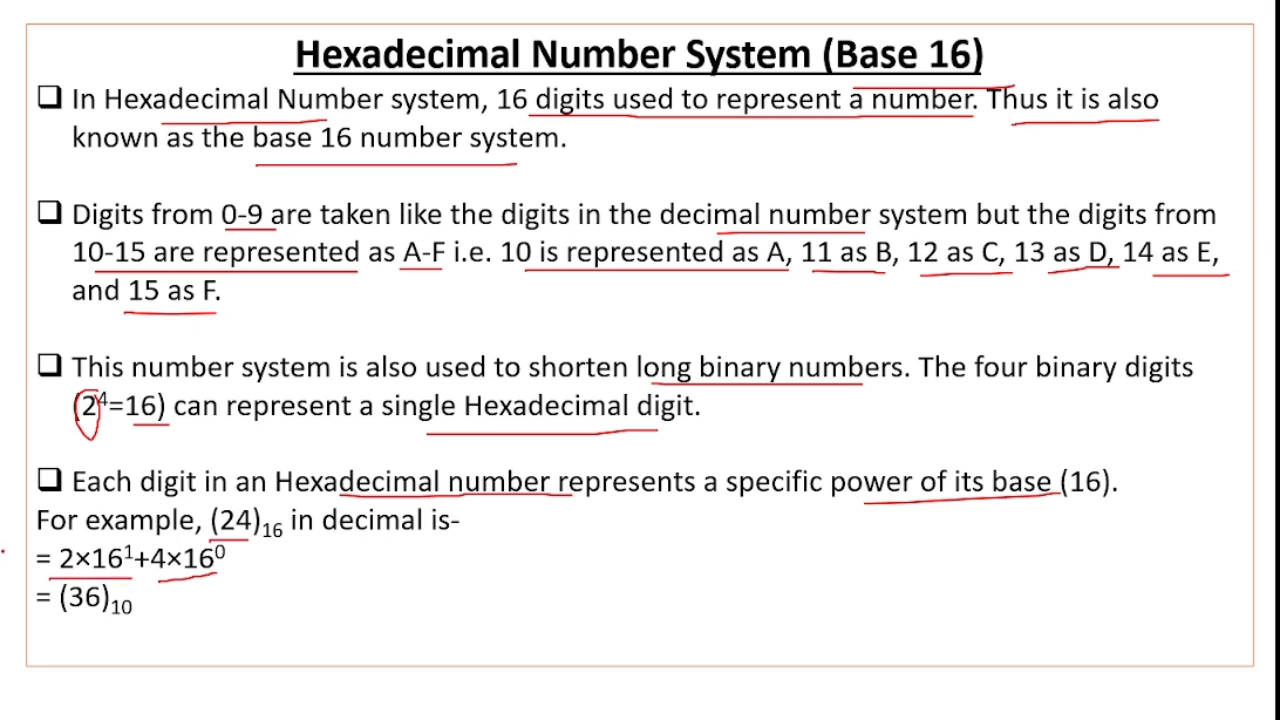 Hexadecimal Number System (Base 16)
❑ In Hexadecimal Number system, 16 digits used to represent a number. Thus it is also
known as the base 16 number system.
❑ Digits from 0-9 are taken like the digits in the decimal number system but the digits from
10-15 are represented as A-F i.e. 10 is represented as A, 11 as B, 12 as C, 13 as D, 14 as E,
and 15 as F.
❑ This number system is also used to shorten long binary numbers. The four binary digits
(2⁴=16) can represent a single Hexadecimal digit.
❑ Each digit in an Hexadecimal number represents a specific power of its base (16).
For example, (24)₁₆ in decimal is-
= 2×16¹+4×16⁰
= (36)₁₀